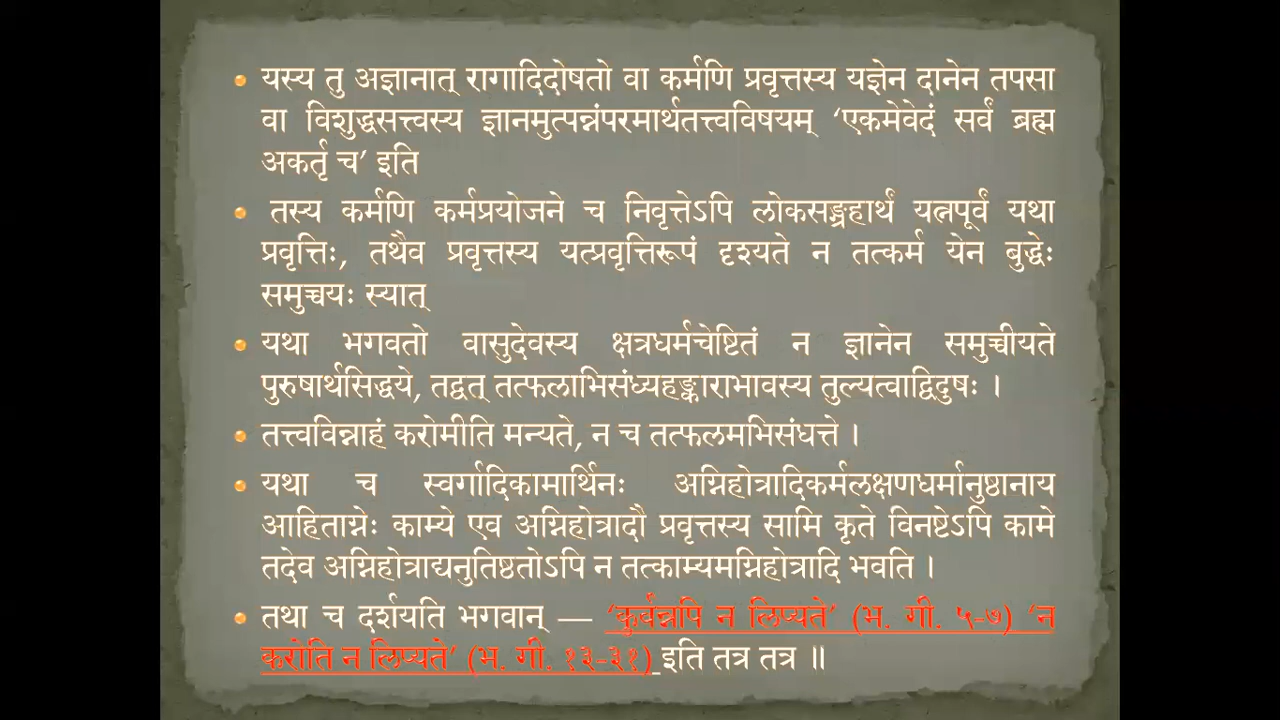 यस्य तु अज्ञानात् रागादिदोषतो वा कर्मणि प्रवृत्तस्य यज्ञेन दानेन तपसा
वा विशुद्धसत्त्वस्य ज्ञानमुत्पन्नंपरमार्थतत्त्वविषयम् ‘एकमेवेदं सर्वं ब्रह्म
अकर्तृ च’ इति
तस्य कर्मणि कर्मप्रयोजने च निवृत्तेऽपि लोकसङ्ग्रहार्थं यत्नपूर्वं यथा
प्रवृत्तिः, तथैव प्रवृत्तस्य यत्प्रवृत्तिरूपं दृश्यते न तत्कर्म येन बुद्धेः
समुच्चयः स्यात्
यथा भगवतो वासुदेवस्य क्षत्रधर्मचेष्टितं न ज्ञानेन समुच्चीयते
पुरुषार्थसिद्धये, तद्वत् तत्फलाभिसंध्यहङ्काराभावस्य तुल्यत्वाद्विदुषः ।
तत्त्वविन्नाहं करोमीति मन्यते, न च तत्फलमभिसंधत्ते ।
यथा च स्वर्गादिकामार्थिनः अग्निहोत्रादिकर्मलक्षणधर्मानुष्ठानाय
आहिताग्नेः काम्ये एव अग्निहोत्रादौ प्रवृत्तस्य सामि कृते विनष्टेऽपि कामे
तदेव अग्निहोत्राद्यनुतिष्ठतोऽपि न तत्काम्यमग्निहोत्रादि भवति ।
तथा च दर्शयति भगवान् — ‘कुर्वन्नपि न लिप्यते’ (भ. गी. ५-७) ‘न
करोति न लिप्यते’ (भ. गी. १३-३१) इति तत्र तत्र ॥